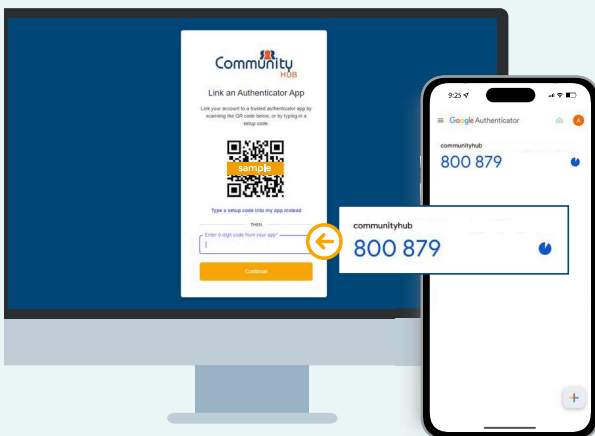 Community
HUB
Link an Authenticator App
Link your account to a trusted authenticator app by
scanning the QR code below, or by typing in a
setup code.
sample
Type a setup code into my app instead
THEN
Enter 6-digit code from your app*
Continue
9:25
Google Authenticator
A
communityhub
800 879
communityhub
800 879